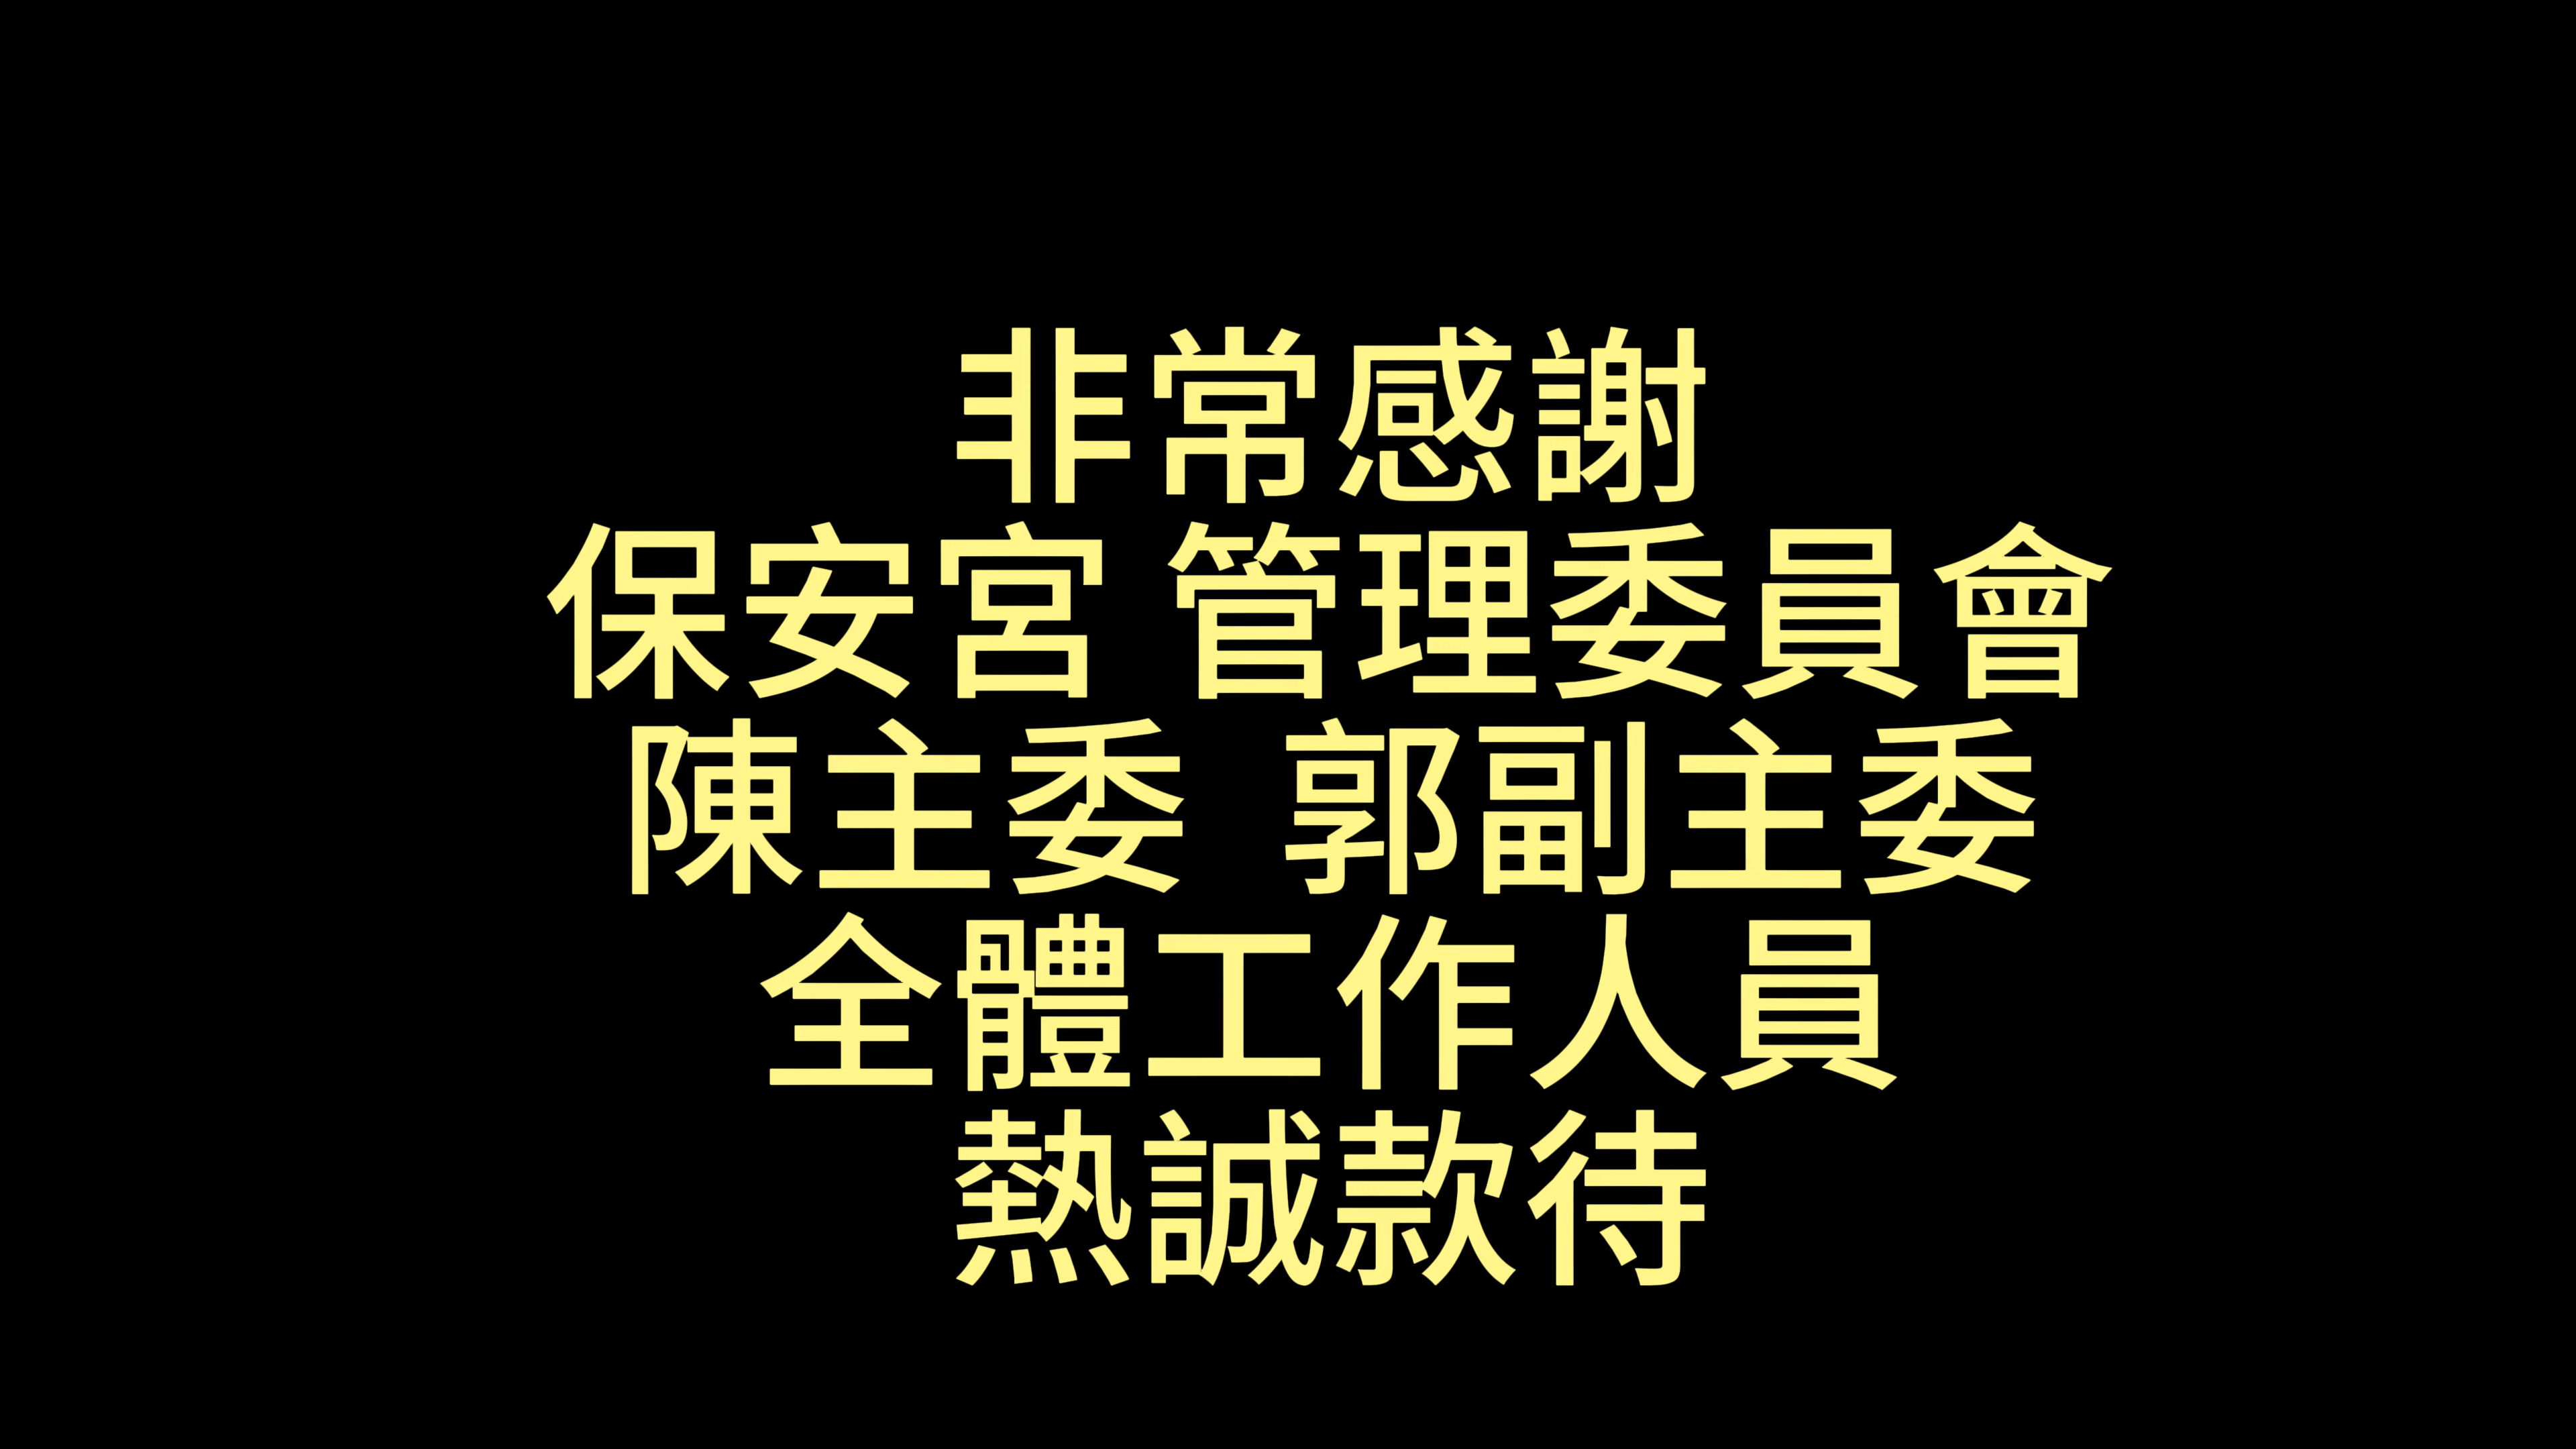 非常感謝
保安宮 管理委員會
陳主委 郭副主委
全體工作人員
熱誠款待